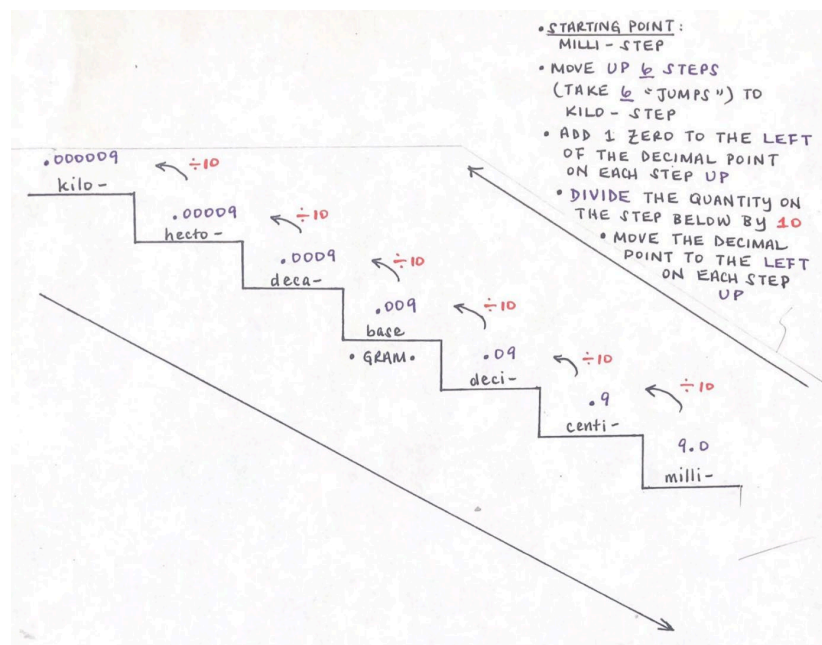 • STARTING POINT:
MILLI - STEP
• MOVE UP 6 STEPS
(TAKE 6 "JUMPS") TO
KILO - STEP
• ADD 1 ZERO TO THE LEFT
OF THE DECIMAL POINT
ON EACH STEP UP
• DIVIDE THE QUANTITY ON
THE STEP BELOW BY 10
• MOVE THE DECIMAL
POINT TO THE LEFT
ON EACH STEP
UP
.000009
÷10
kilo-
.00009
÷10
hecto-
.0009
÷10
deca-
.009
÷10
base
• GRAM •
.09
÷10
deci-
.9
÷10
centi-
9.0
milli-